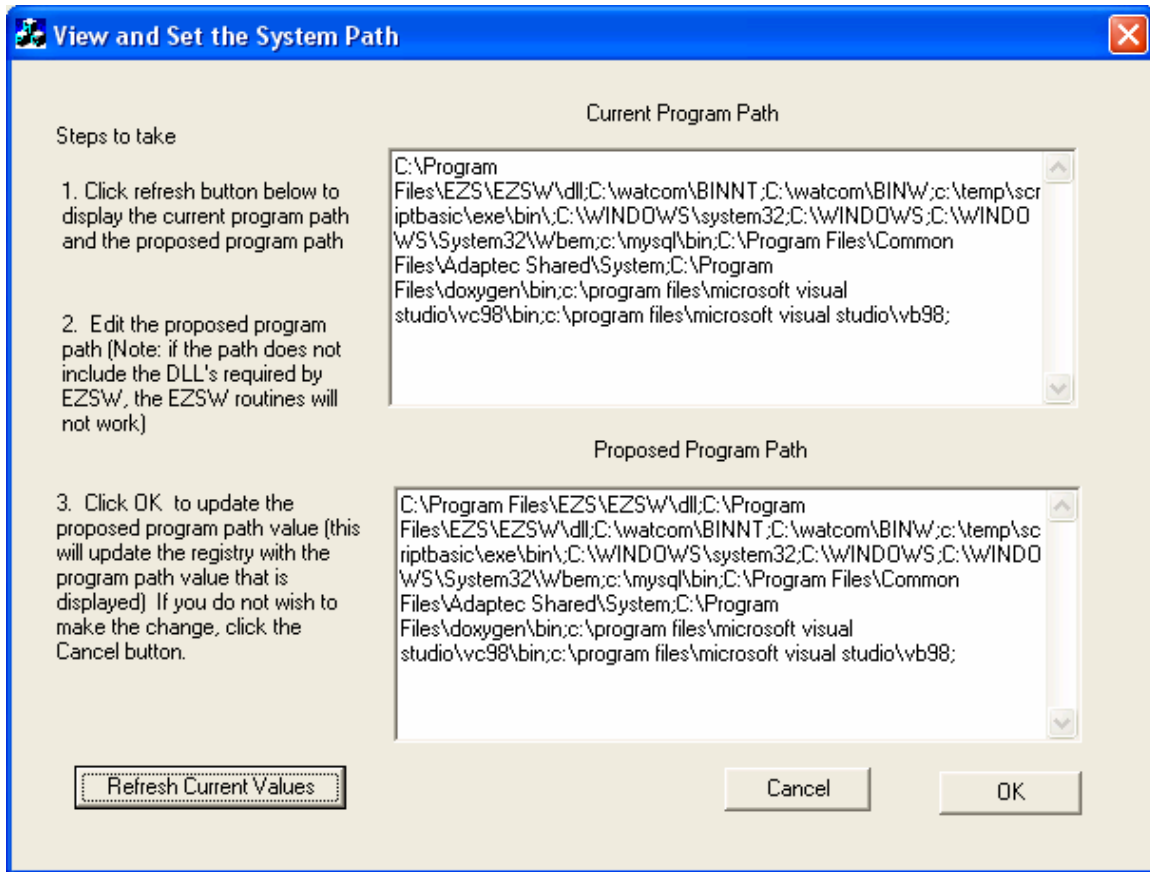 View and Set the System Path
Steps to take
1. Click refresh button below to
display the current program path
and the proposed program path
2.  Edit the proposed program
path (Note: if the path does not
include the DLL's required by
EZSW, the EZSW routines will
not work)
3.  Click OK  to update the
proposed program path value (this
will update the registry with the
program path value that is
displayed)  If you do not wish to
make the change, click the
Cancel button.
Current Program Path
C:\Program
Files\EZS\EZSW\dll;C:\watcom\BINNT;C:\watcom\BINW;c:\temp\scr
iptbasic\exe\bin\;C:\WINDOWS\system32;C:\WINDOWS;C:\WINDO
WS\System32\Wbem;c:\mysql\bin;C:\Program Files\Common
Files\Adaptec Shared\System;C:\Program
Files\doxygen\bin;c:\program files\microsoft visual
studio\vc98\bin;c:\program files\microsoft visual studio\vb98;
Proposed Program Path
C:\Program Files\EZS\EZSW\dll;C:\Program
Files\EZS\EZSW\dll;C:\watcom\BINNT;C:\watcom\BINW;c:\temp\sc
riptbasic\exe\bin\;C:\WINDOWS\system32;C:\WINDOWS;C:\WINDO
WS\System32\Wbem;c:\mysql\bin;C:\Program Files\Common
Files\Adaptec Shared\System;C:\Program
Files\doxygen\bin;c:\program files\microsoft visual
studio\vc98\bin;c:\program files\microsoft visual studio\vb98;
Refresh Current Values
Cancel
OK